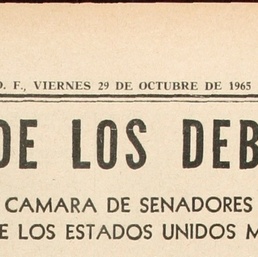 D. F., VIERNES 29 DE OCTUBRE DE 1965
DE LOS DEB
CAMARA DE SENADORES
E LOS ESTADOS UNIDOS M